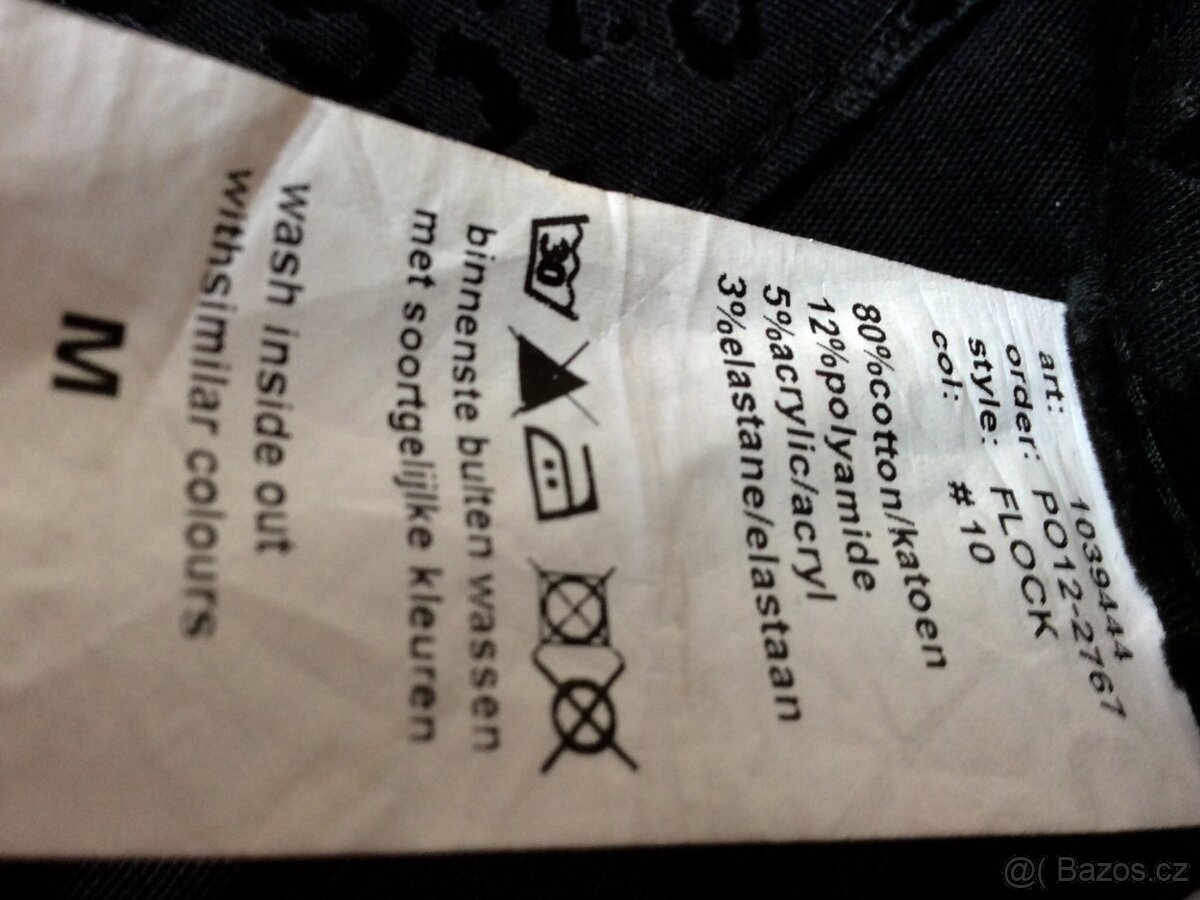 art: 1039444
order: PO12-2767
style: FLOCK
col: #10
80%cotton/katoen
12%polyamide
5%acrylic/acryl
3%elastane/elastaan
30
binnenste buiten wassen
met soortgelijke kleuren
wash inside out
withsimilar colours
M
@( Bazos.cz